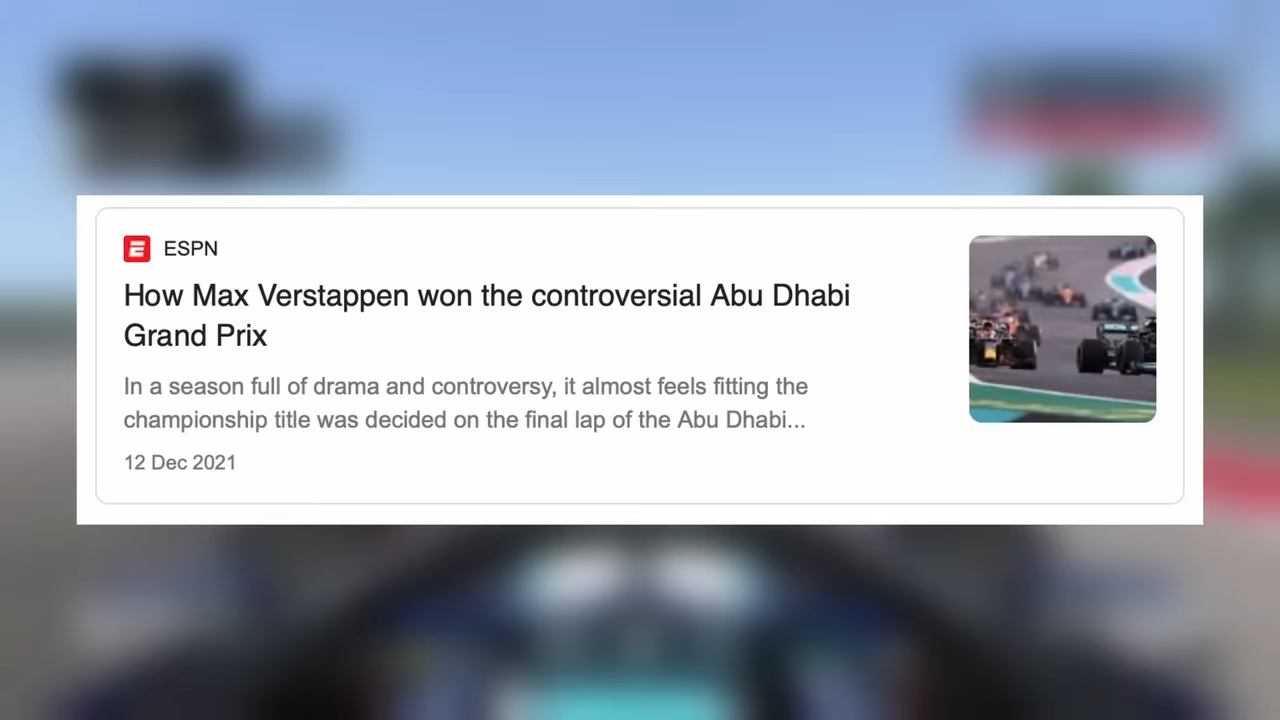 ESPN
How Max Verstappen won the controversial Abu Dhabi
Grand Prix
In a season full of drama and controversy, it almost feels fitting the
championship title was decided on the final lap of the Abu Dhabi...
12 Dec 2021